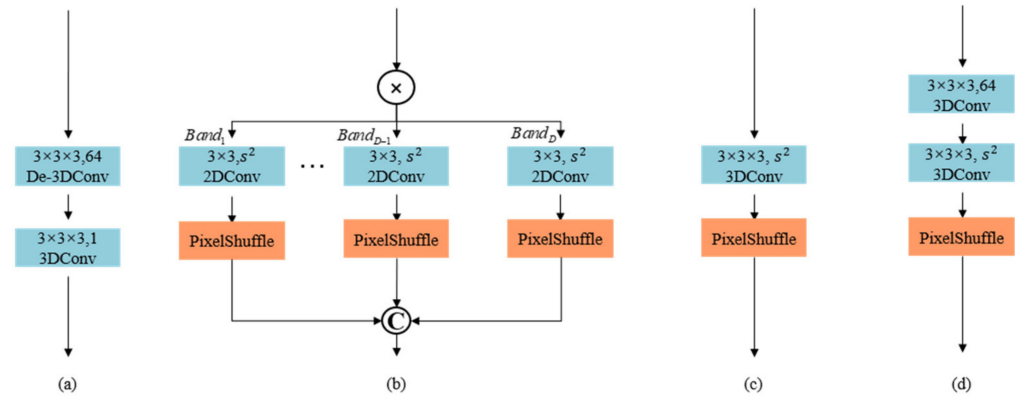 3×3×3,64
De-3DConv
3×3×3,1
3DConv
(a)
×
Band₁
Band_{D-1}
Band_D
3×3, s²
2DConv
...
3×3, s²
2DConv
3×3, s²
2DConv
PixelShuffle
PixelShuffle
PixelShuffle
C
(b)
3×3×3, s²
3DConv
PixelShuffle
(c)
3×3×3,64
3DConv
3×3×3, s²
3DConv
PixelShuffle
(d)